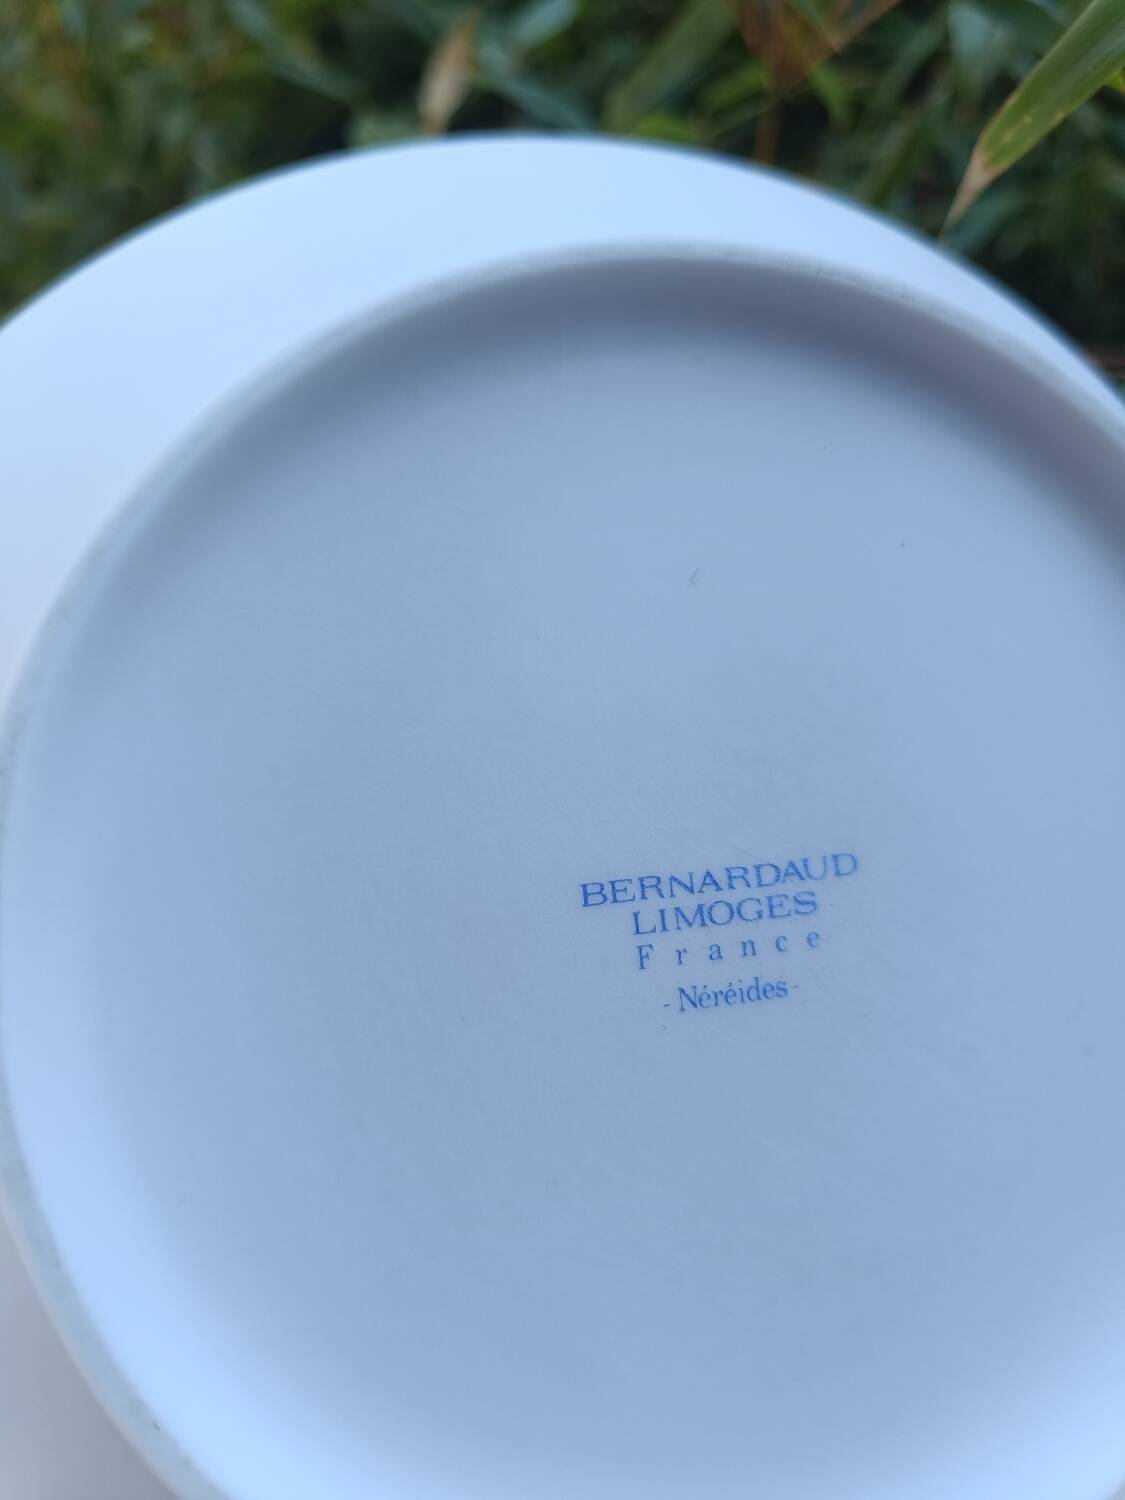 BERNARDAUD
LIMOGES
France
- Néréides -